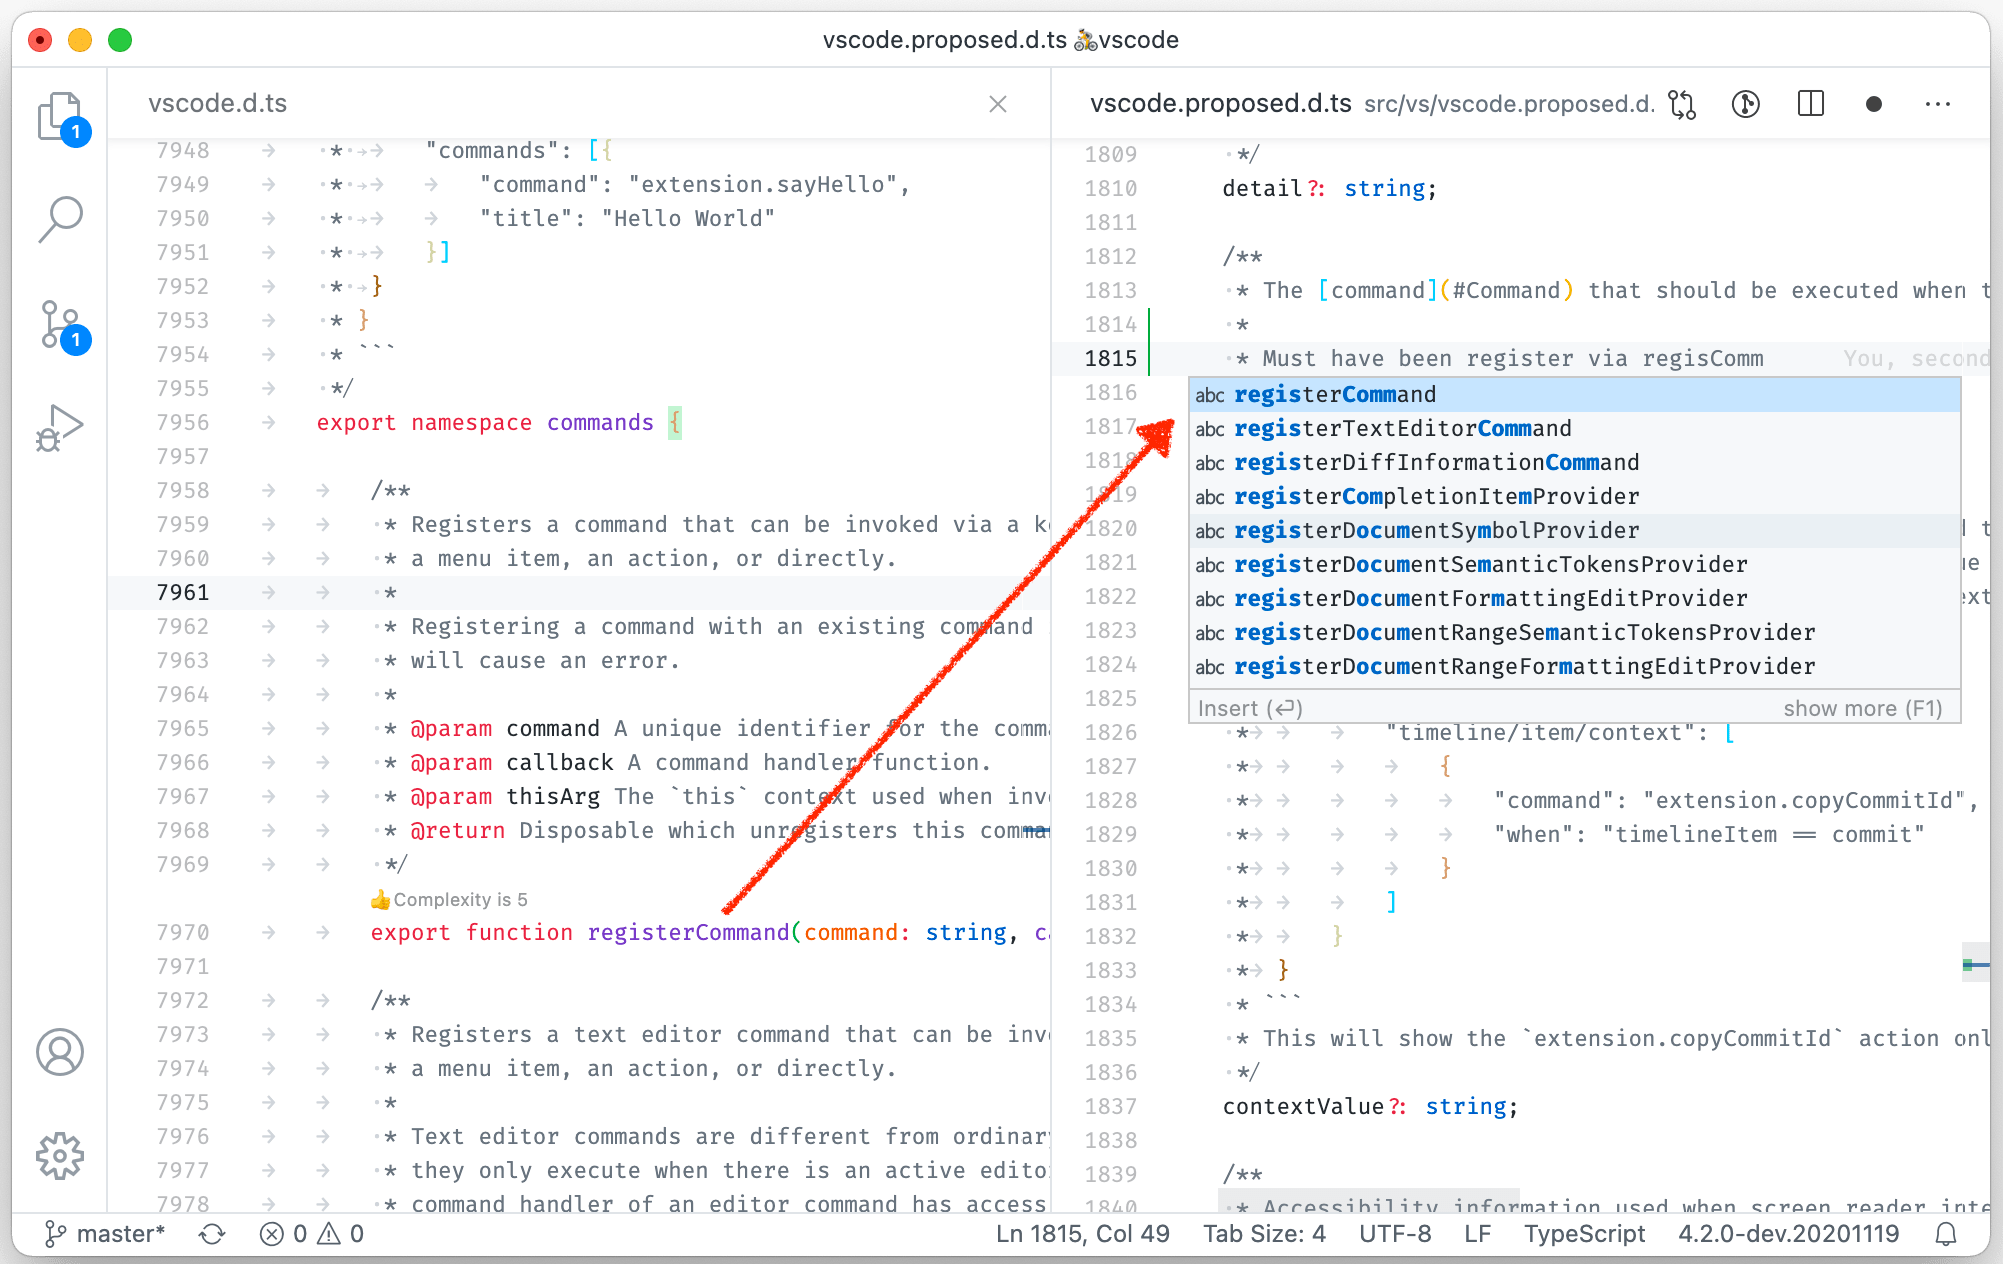 vscode.proposed.d.ts 🚴vscode
1
1
vscode.d.ts
7948 * "commands": [{
7949 * "command": "extension.sayHello",
7950 * "title": "Hello World"
7951 * }]
7952 * }
7953 * }
7954 * ```
7955 */
7956 export namespace commands {
7957
7958 /**
7959 * Registers a command that can be invoked via a
7960 * a menu item, an action, or directly.
7961 *
7962 * Registering a command with an existing command
7963 * will cause an error.
7964 *
7965 * @param command A unique identifier for the comma
7966 * @param callback A command handler function.
7967 * @param thisArg The `this` context used when inv
7968 * @return Disposable which unregisters this comma
7969 */
👍Complexity is 5
7970 export function registerCommand(command: string, ca
7971
7972 /**
7973 * Registers a text editor command that can be inv
7974 * a menu item, an action, or directly.
7975 *
7976 * Text editor commands are different from ordinary
7977 * they only execute when there is an active edito
7978 * command handler of an editor command has access
vscode.proposed.d.ts src/vs/vscode.proposed.d. ···
1809 */
1810 detail?: string;
1811
1812 /**
1813 * The [command](#Command) that should be executed when t
1814 *
1815 * Must have been register via regisComm You, second
1816
1817
1818
1819
1820
1821
1822
1823
1824
1825
abc registerCommand
abc registerTextEditorCommand
abc registerDiffInformationCommand
abc registerCompletionItemProvider
abc registerDocumentSymbolProvider
abc registerDocumentSemanticTokensProvider
abc registerDocumentFormattingEditProvider
abc registerDocumentRangeSemanticTokensProvider
abc registerDocumentRangeFormattingEditProvider
Insert (⏎) show more (F1)
1826 * "timeline/item/context": [
1827 * {
1828 * "command": "extension.copyCommitId",
1829 * "when": "timelineItem == commit"
1830 * }
1831 * ]
1832 * }
1833 * }
1834 * ```
1835 * This will show the `extension.copyCommitId` action onl
1836 */
1837 contextValue?: string;
1838
1839 /**
1840 * Accessibility information used when screen reader inte
master* 0 0 Ln 1815, Col 49 Tab Size: 4 UTF-8 LF TypeScript 4.2.0-dev.20201119